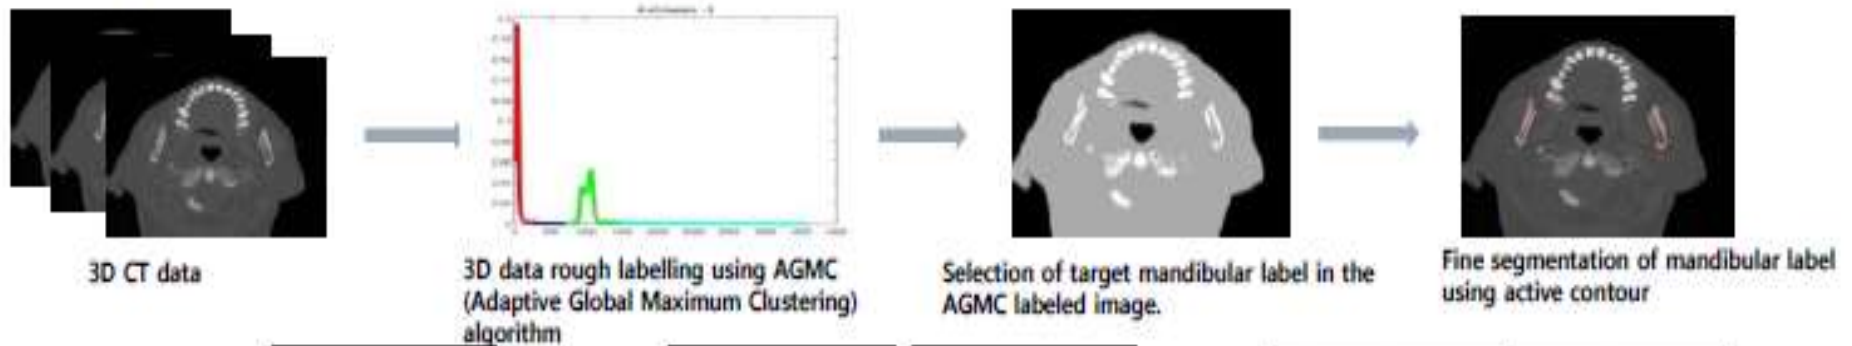 3D CT data
3D data rough labelling using AGMC
(Adaptive Global Maximum Clustering)
algorithm
Selection of target mandibular label in the
AGMC labeled image.
Fine segmentation of mandibular label
using active contour